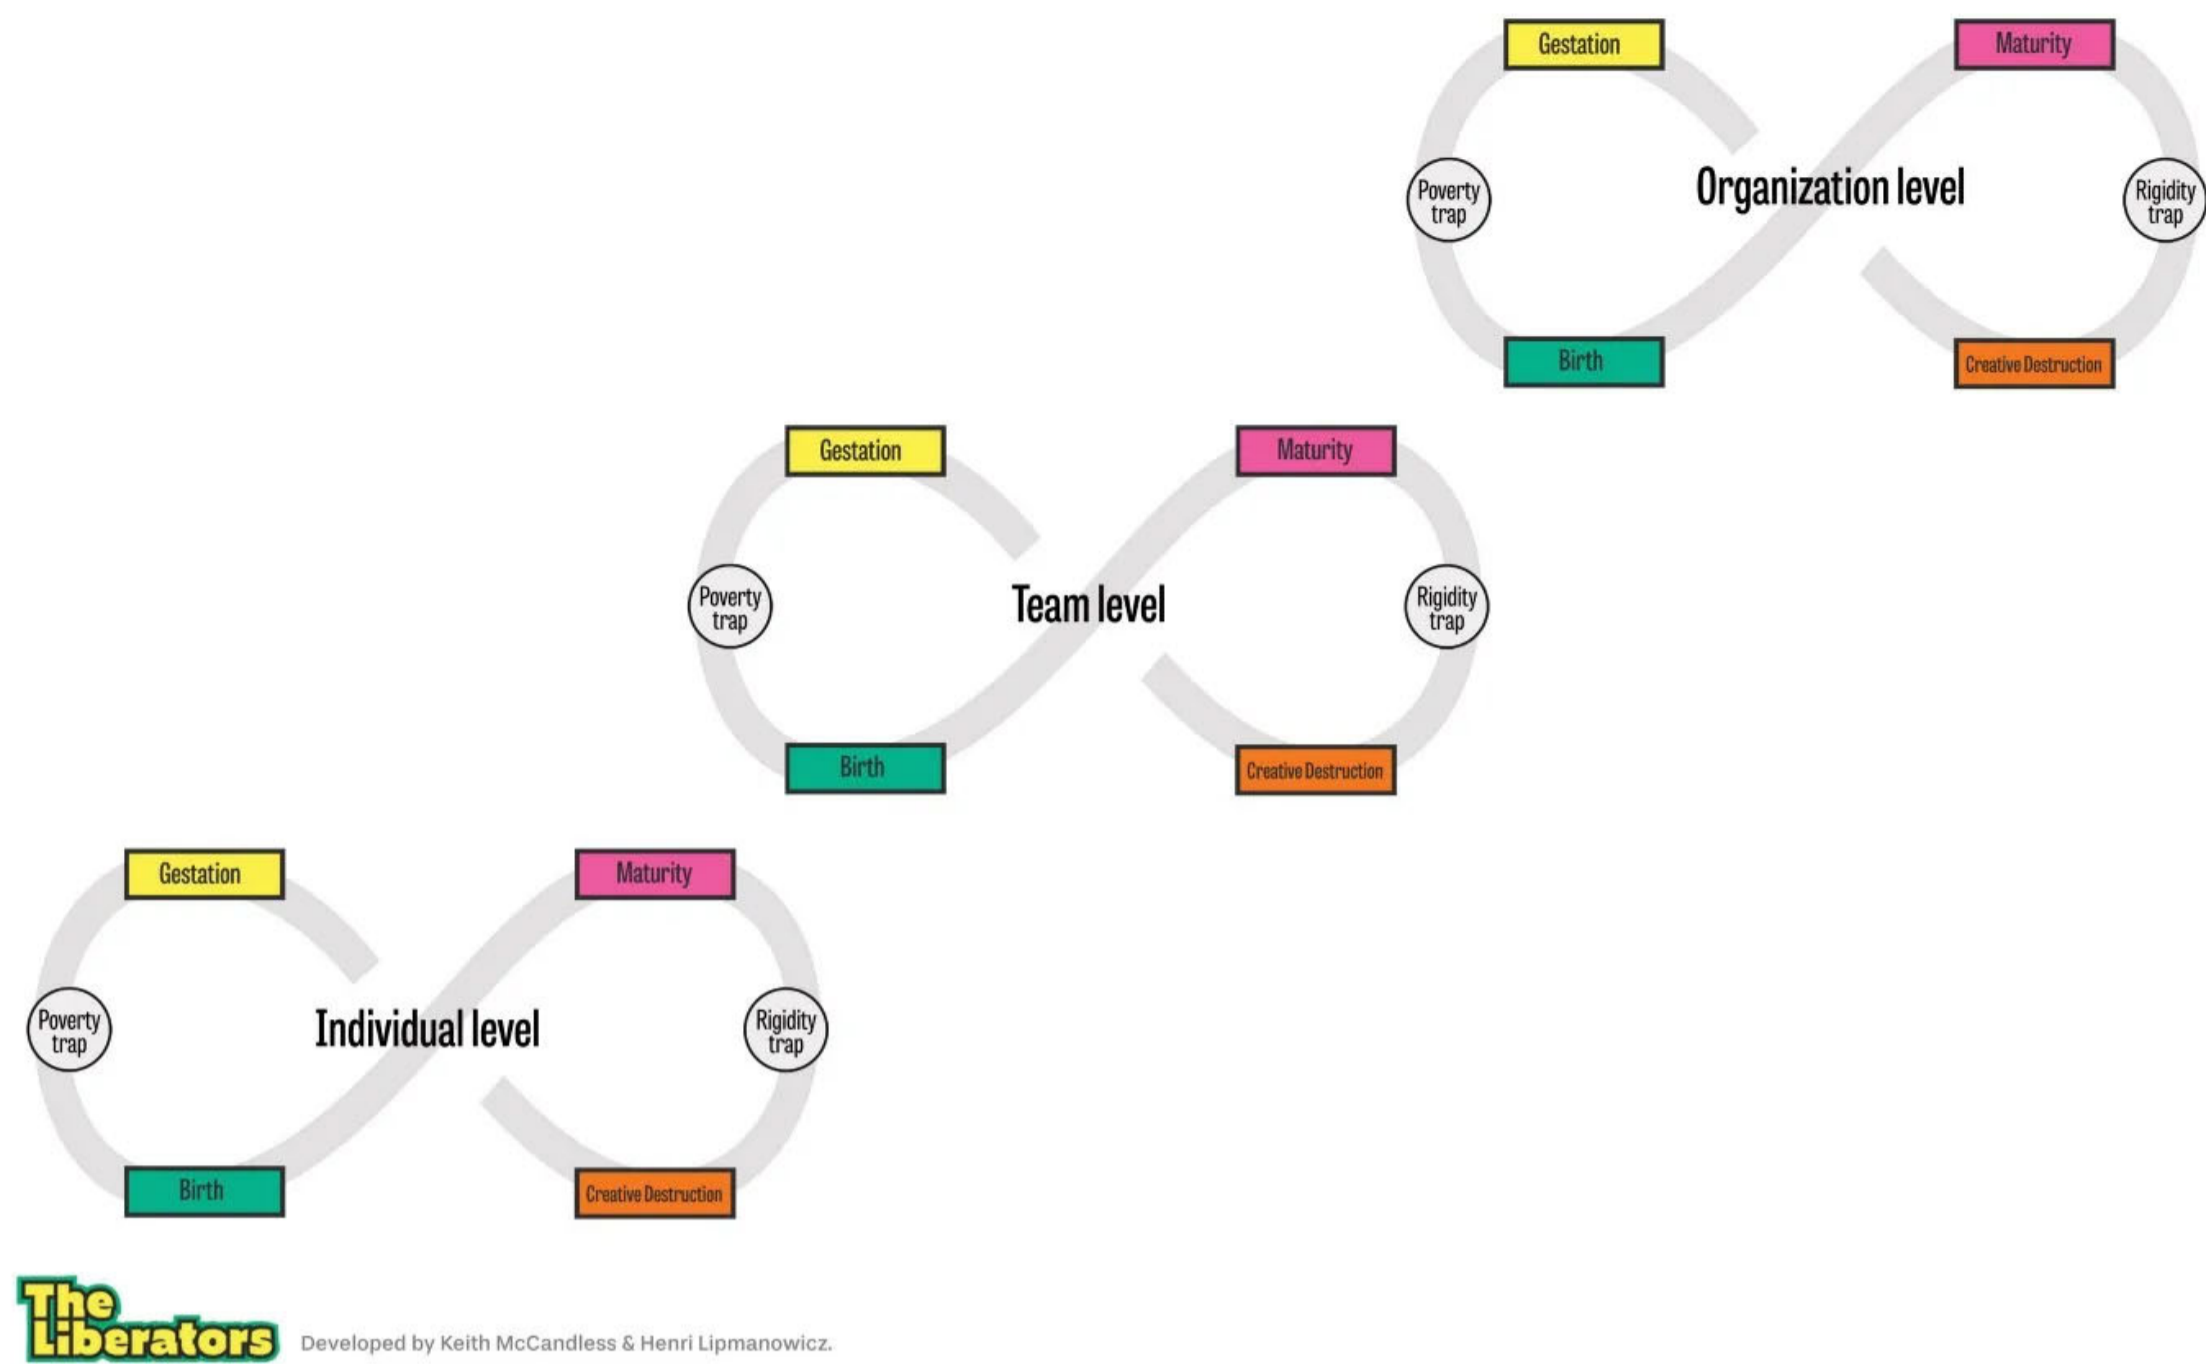 Gestation
Maturity
Poverty
trap
Organization level
Rigidity
trap
Birth
Creative Destruction
Gestation
Maturity
Poverty
trap
Team level
Rigidity
trap
Birth
Creative Destruction
Gestation
Maturity
Poverty
trap
Individual level
Rigidity
trap
Birth
Creative Destruction
The
Liberators
Developed by Keith McCandless & Henri Lipmanowicz.